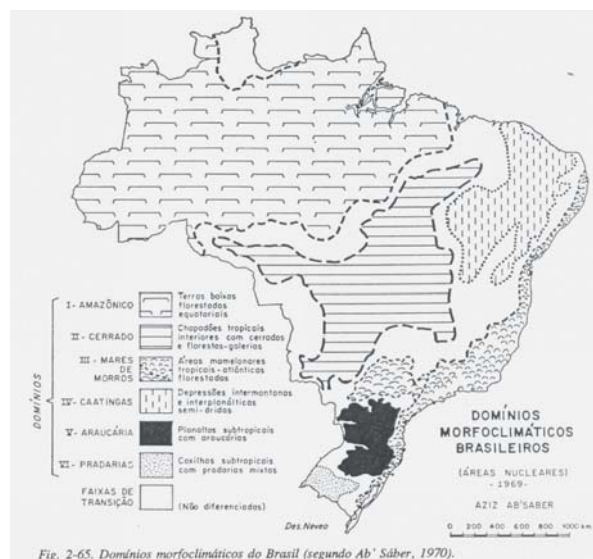 DOMÍNIOS
I - AMAZÔNICO
Terras baixas
florestadas
equatoriais
II - CERRADO
Chapadões tropicais
interiores com cerrados
e florestas-galerias
III - MARES
DE
MORROS
Áreas mamelonares
tropicais-atlânticas
florestadas
IV- CAATINGAS
Depressões intermontanas
e interplanálticas
semi-áridas
V - ARAUCÁRIA
Planaltos subtropicais
com araucárias
VI - PRADARIAS
Coxilhas subtropicais
com pradarias mixtas
FAIXAS DE
TRANSIÇÃO
(Não diferenciados)
DOMÍNIOS
MORFOCLIMÁTICOS
BRASILEIROS
(ÁREAS NUCLEARES)
- 1969 -
AZIZ AB'SABER
0 200 400 600 800 1000 km
Des. Neveo
Fig. 2-65. Domínios morfoclimáticos do Brasil (segundo Ab' Sáber, 1970).